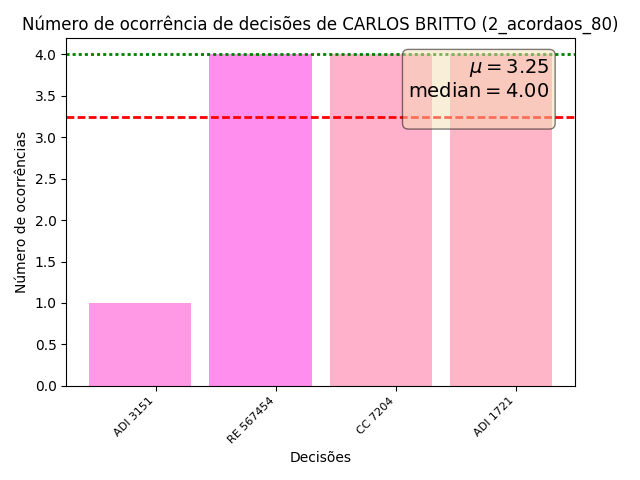 Número de ocorrência de decisões de CARLOS BRITTO (2_acordaos_80)
4.0
3.5
3.0
2.5
2.0
1.5
1.0
0.5
0.0
Número de ocorrências
μ = 3.25
median = 4.00
ADI 3151
RE 567454
CC 7204
ADI 1721
Decisões